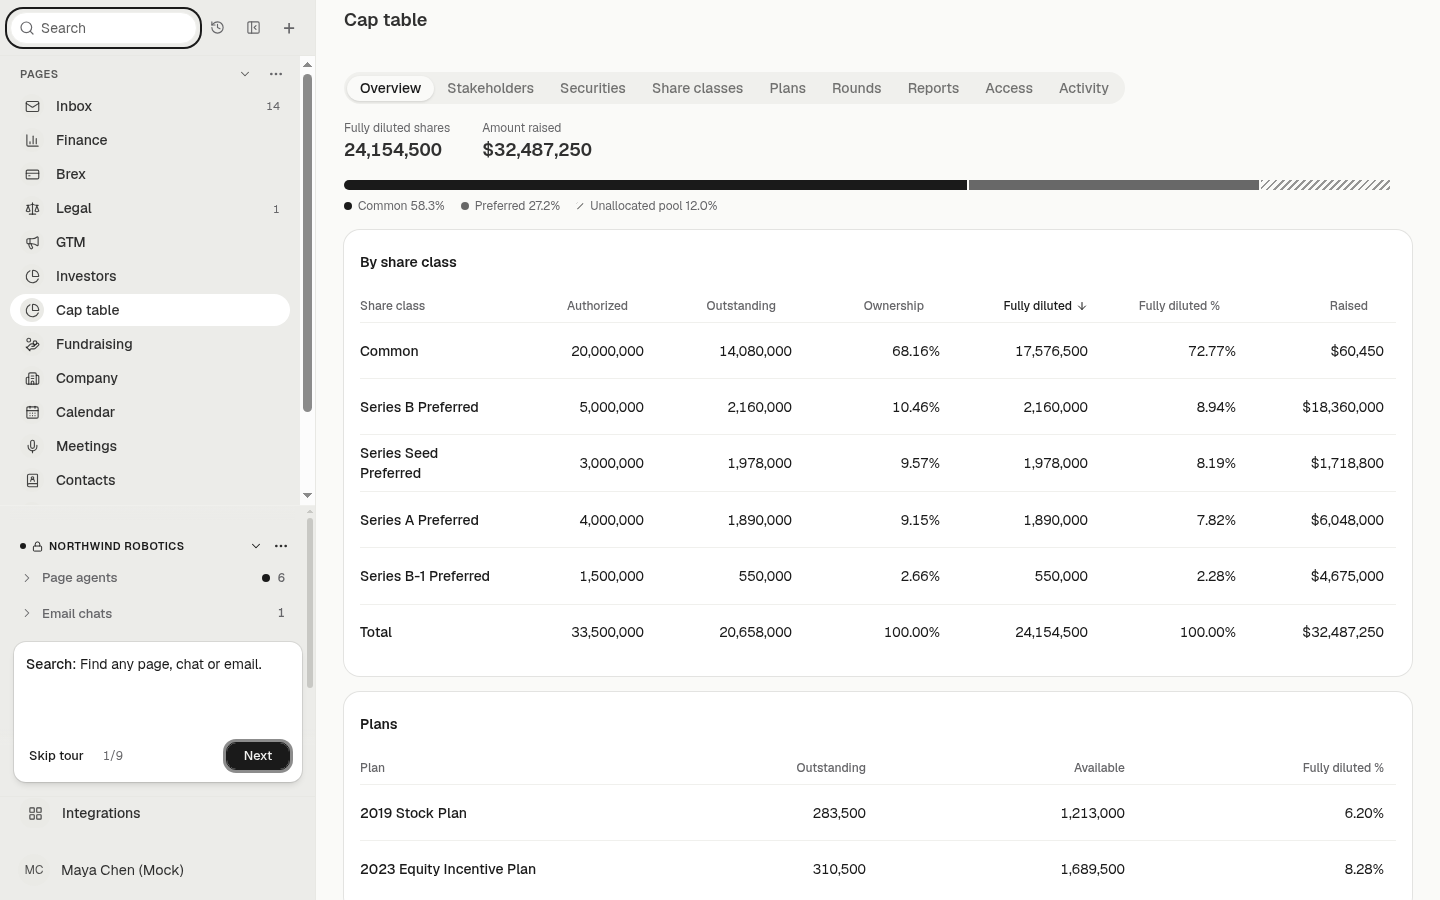 Search
PAGES
Inbox 14
Finance
Brex
Legal 1
GTM
Investors
Cap table
Fundraising
Company
Calendar
Meetings
Contacts
NORTHWIND ROBOTICS
Page agents 6
Email chats 1
Search: Find any page, chat or email.
Skip tour 1/9 Next
Integrations
MC Maya Chen (Mock)
Cap table
Overview Stakeholders Securities Share classes Plans Rounds Reports Access Activity
Fully diluted shares Amount raised
24,154,500 $32,487,250
Common 58.3% Preferred 27.2% Unallocated pool 12.0%
By share class
Share class Authorized Outstanding Ownership Fully diluted ↓ Fully diluted % Raised
Common 20,000,000 14,080,000 68.16% 17,576,500 72.77% $60,450
Series B Preferred 5,000,000 2,160,000 10.46% 2,160,000 8.94% $18,360,000
Series Seed
Preferred 3,000,000 1,978,000 9.57% 1,978,000 8.19% $1,718,800
Series A Preferred 4,000,000 1,890,000 9.15% 1,890,000 7.82% $6,048,000
Series B-1 Preferred 1,500,000 550,000 2.66% 550,000 2.28% $4,675,000
Total 33,500,000 20,658,000 100.00% 24,154,500 100.00% $32,487,250
Plans
Plan Outstanding Available Fully diluted %
2019 Stock Plan 283,500 1,213,000 6.20%
2023 Equity Incentive Plan 310,500 1,689,500 8.28%